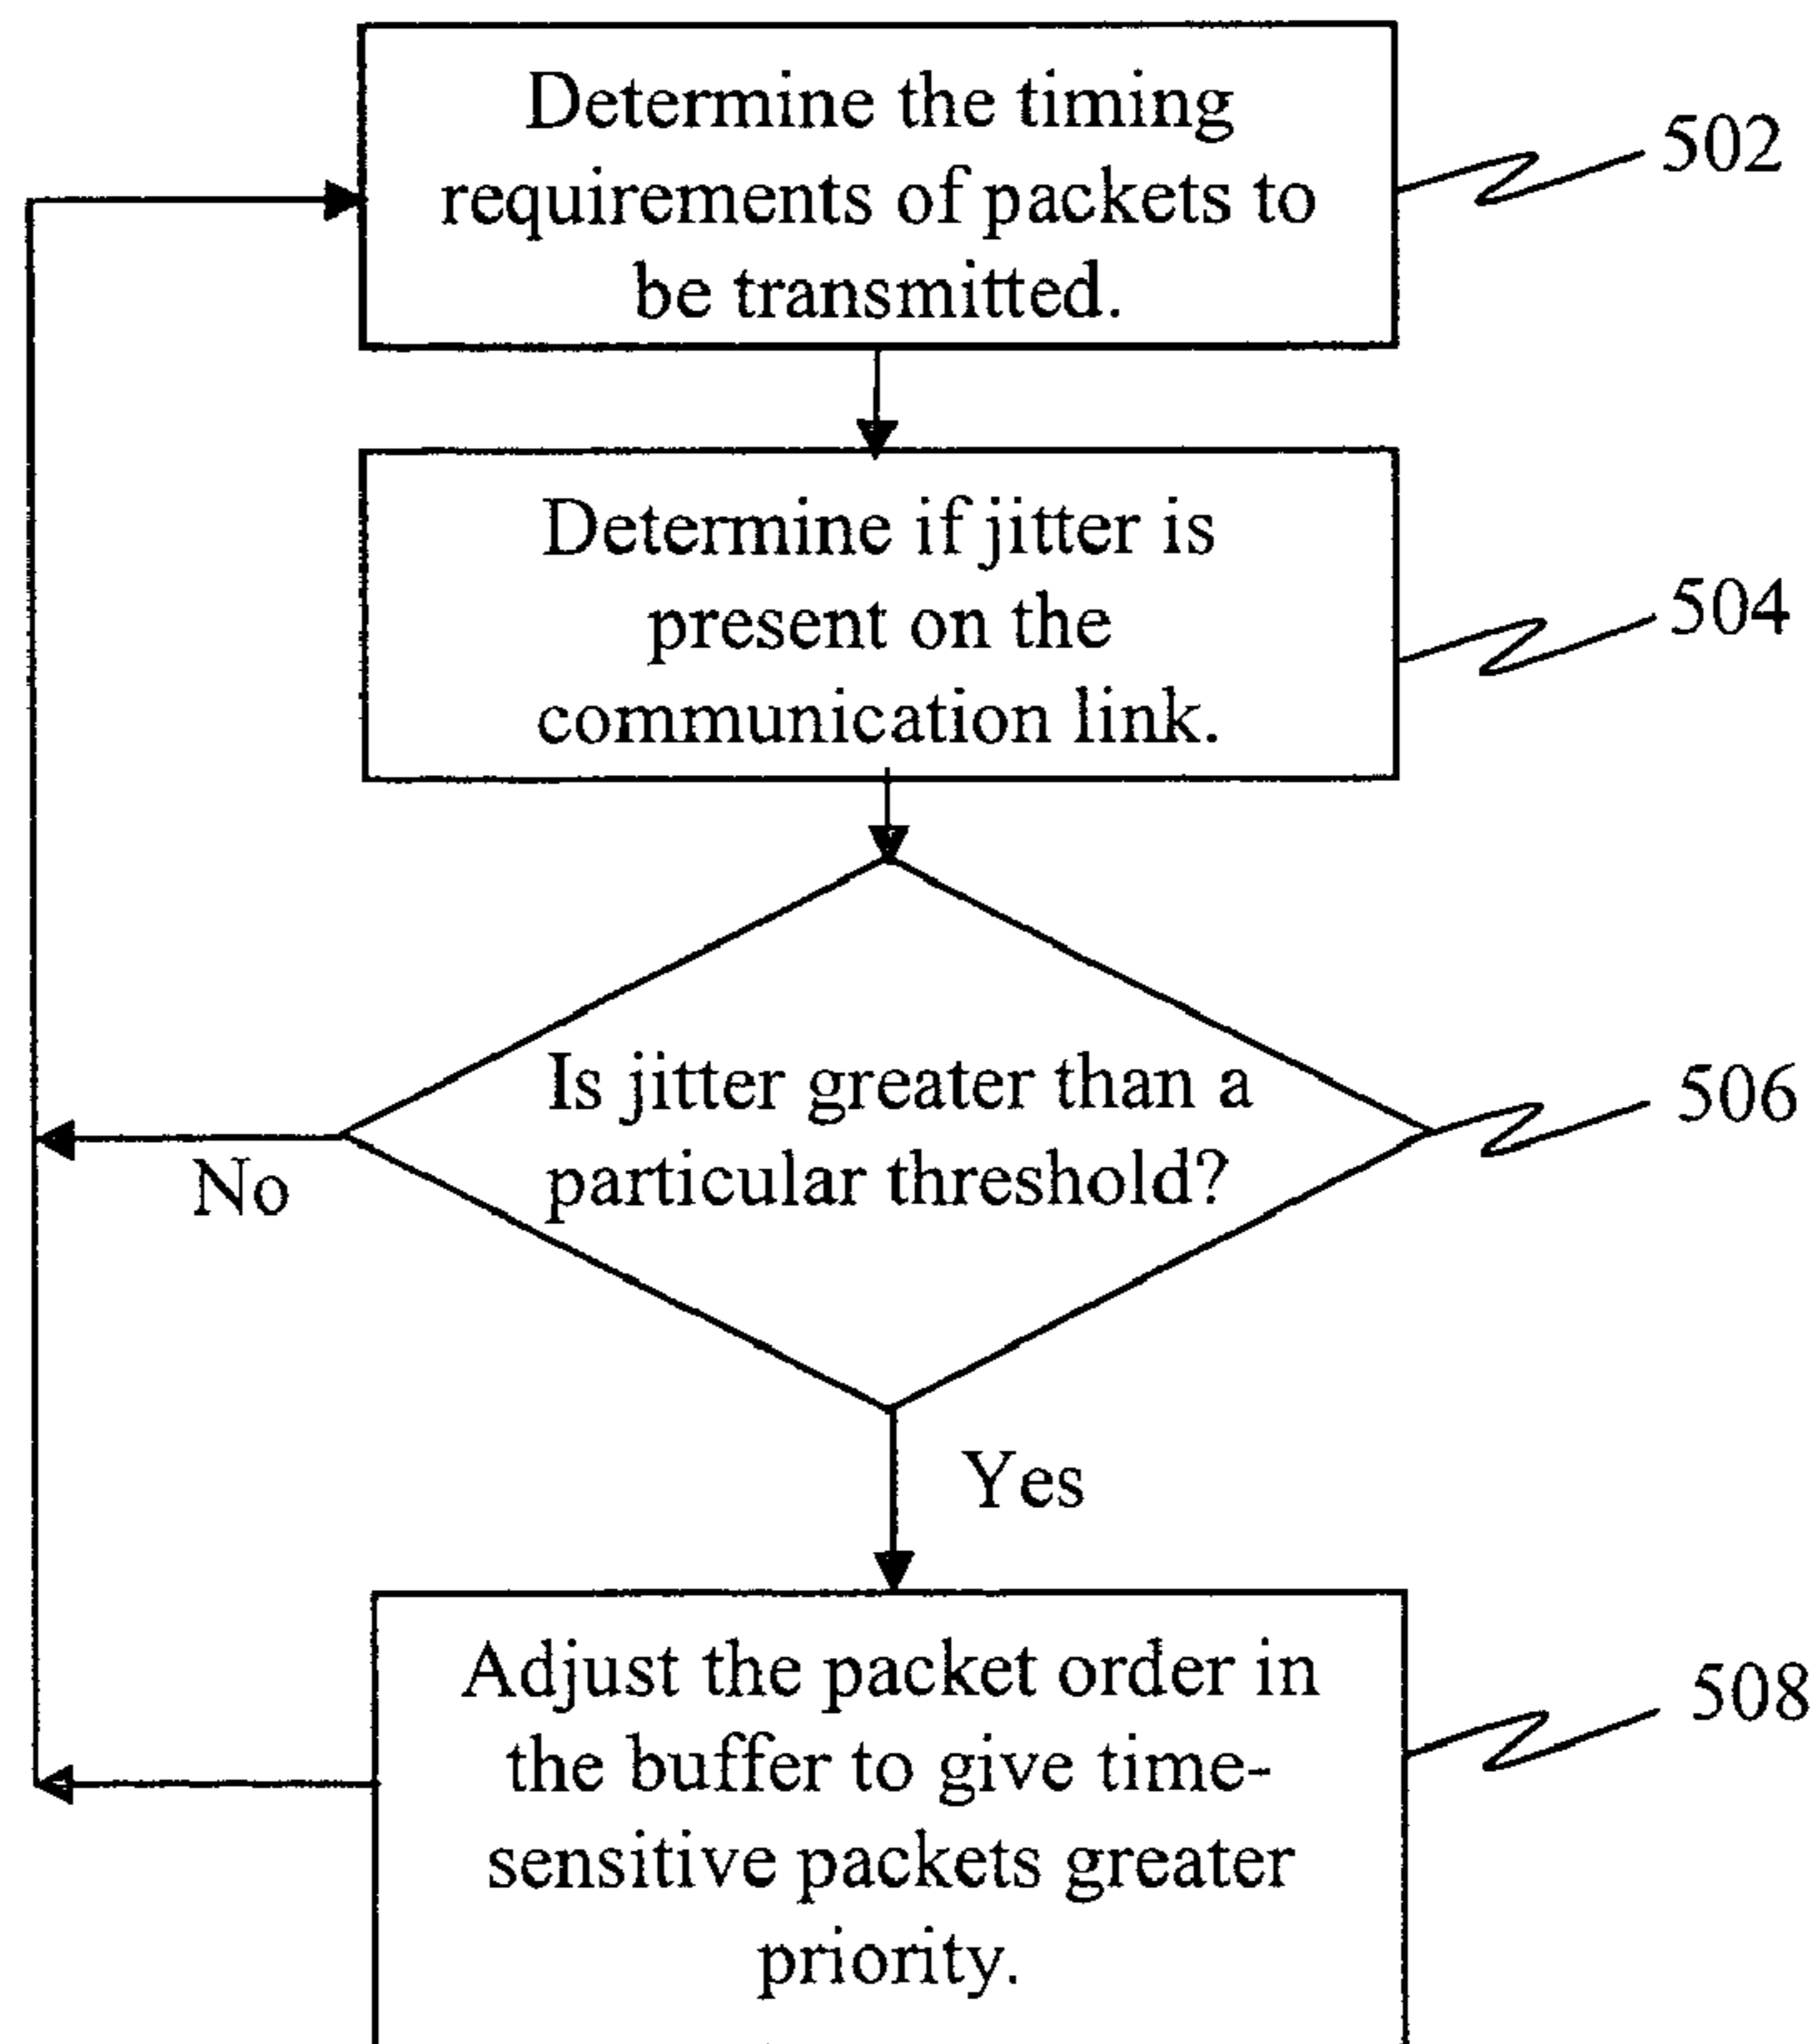 Determine the timing
requirements of packets to
be transmitted.
502
Determine if jitter is
present on the
communication link.
504
Is jitter greater than a
particular threshold?
506
No
Yes
Adjust the packet order in
the buffer to give time-
sensitive packets greater
priority.
508